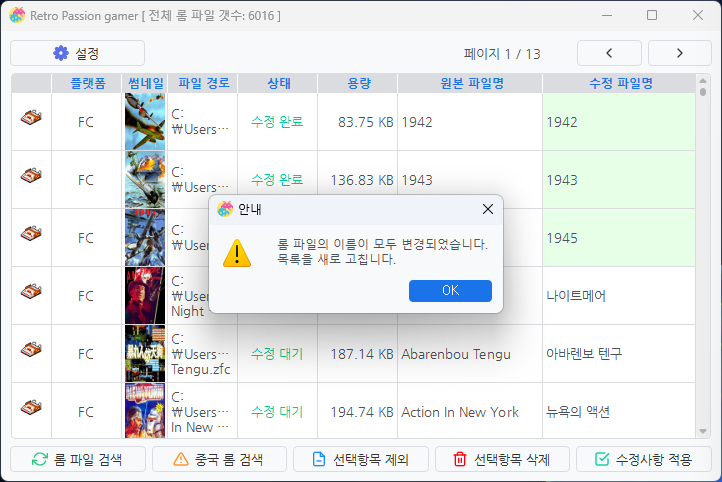 Retro Passion gamer [ 전체 롬 파일 갯수: 6016 ]
설정
페이지 1 / 13
플랫폼 썸네일 파일 경로 상태 용량 원본 파일명 수정 파일명
FC C: ₩Users… 수정 완료 83.75 KB 1942 1942
FC C: ₩Users… 수정 완료 136.83 KB 1943 1943
FC C: 1945
안내
롬 파일의 이름이 모두 변경되었습니다.
목록을 새로 고칩니다.
OK
FC C: ₩Users Night 나이트메어
FC C: ₩Users… Tengu.zfc 수정 대기 187.14 KB Abarenbou Tengu 아바렌보 텐구
FC C: ₩Users… In New … 수정 대기 194.74 KB Action In New York 뉴욕의 액션
롬 파일 검색 중국 롬 검색 선택항목 제외 선택항목 삭제 수정사항 적용